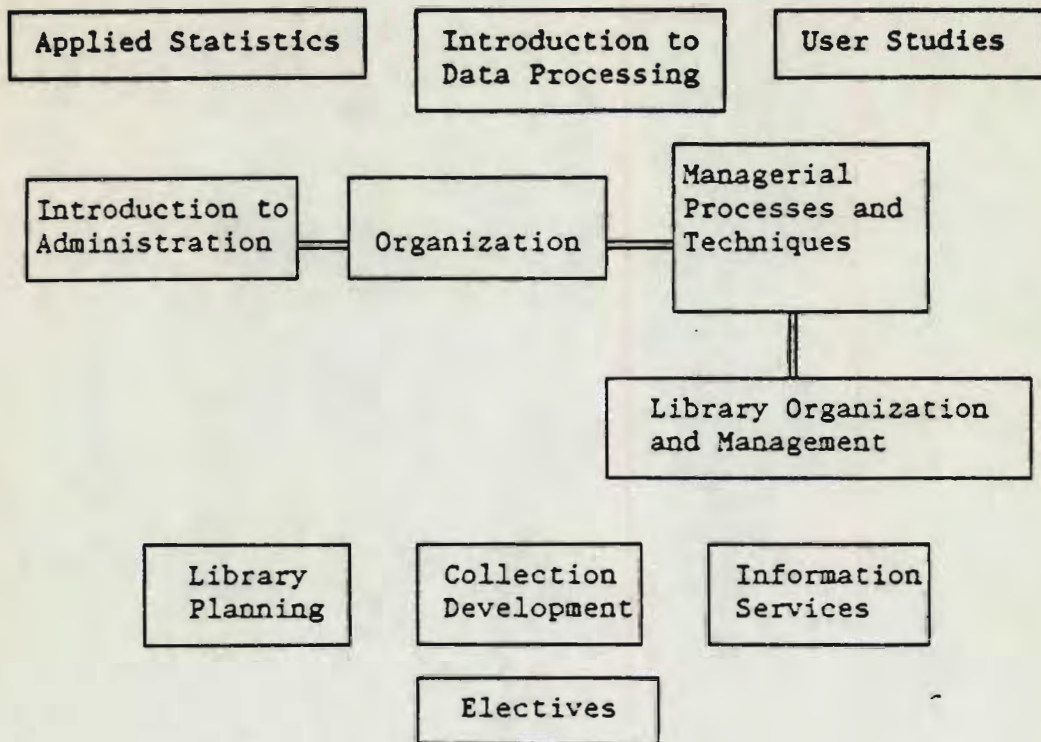 Applied Statistics
Introduction to
Data Processing
User Studies
Introduction to
Administration
Organization
Managerial
Processes and
Techniques
Library Organization
and Management
Library
Planning
Collection
Development
Information
Services
Electives